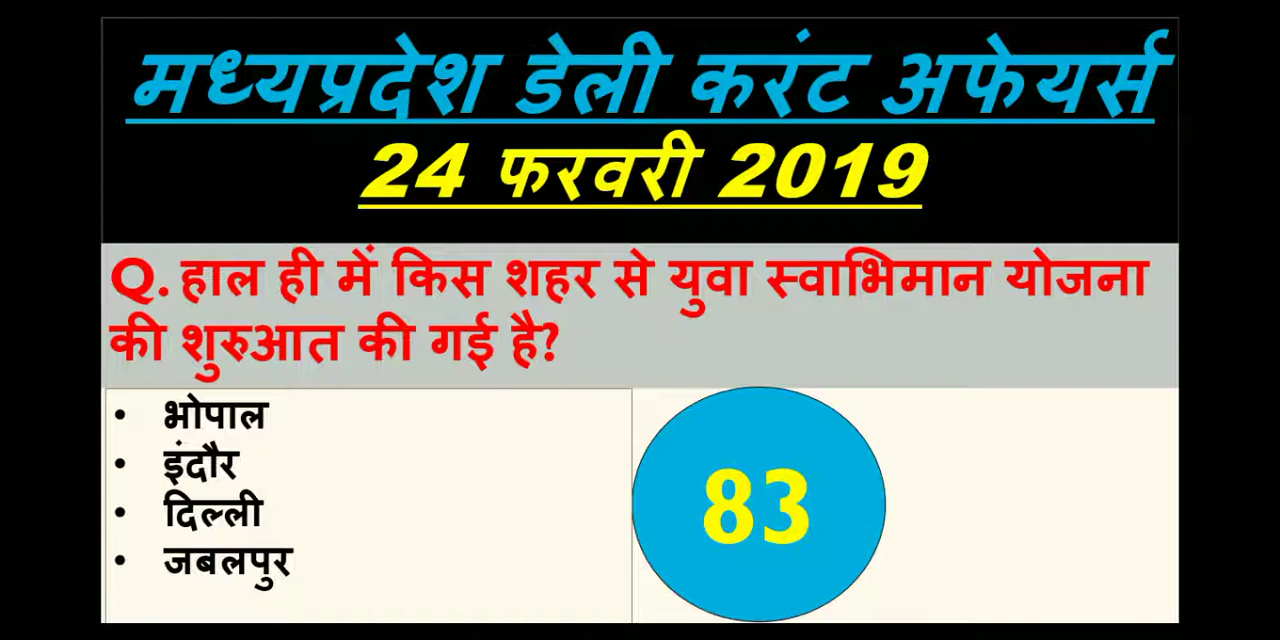 मध्यप्रदेश डेली करंट अफेयर्स
24 फरवरी 2019
Q. हाल ही में किस शहर से युवा स्वाभिमान योजना
की शुरुआत की गई है?
• भोपाल
• इंदौर
• दिल्ली
• जबलपुर
83